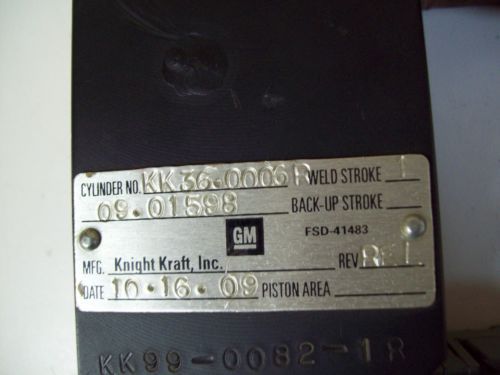 CYLINDER NO. KK36-0006R WELD STROKE 1
09.01598 BACK-UP STROKE
GM FSD-41483
MFG. Knight Kraft, Inc. REV REL
DATE 10.16.09 PISTON AREA
KK99-0082-1R